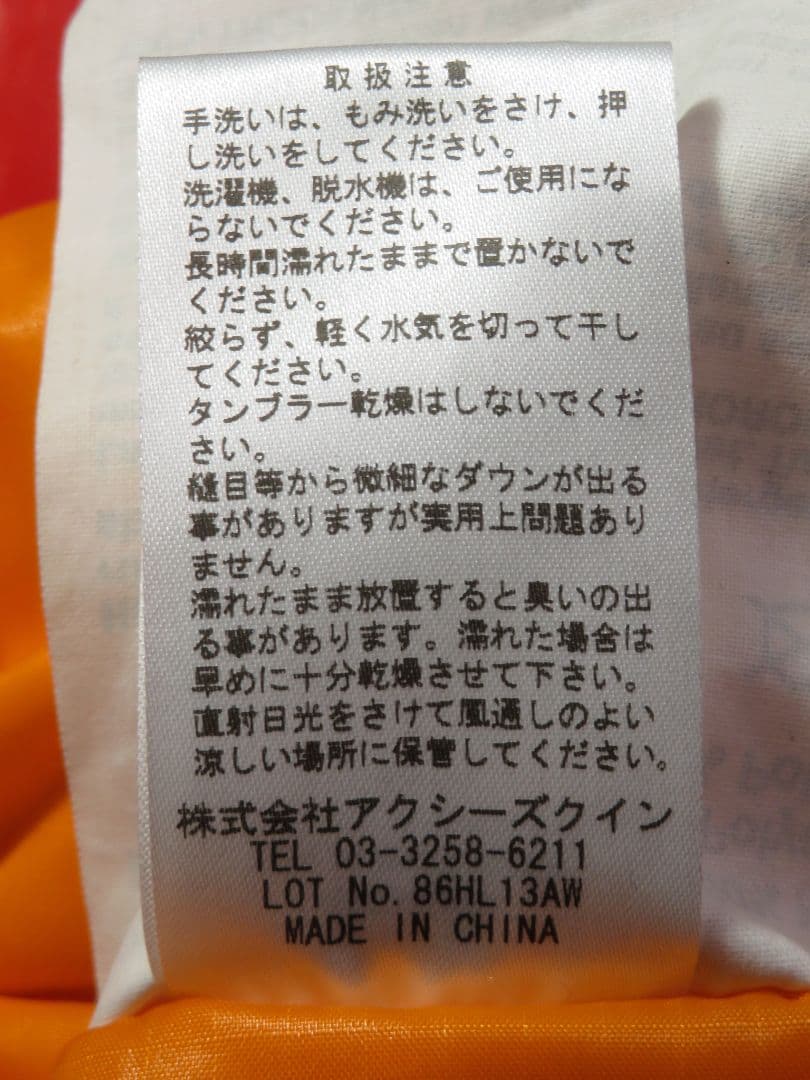 取扱注意
手洗いは、もみ洗いをさけ、押
し洗いをしてください。
洗濯機、脱水機は、ご使用にな
らないでください。
長時間濡れたままで置かないで
ください。
絞らず、軽く水気を切って干し
てください。
タンブラー乾燥はしないでくだ
さい。
縫目等から微細なダウンが出る
事がありますが実用上問題あり
ません。
濡れたまま放置すると臭いの出
る事があります。濡れた場合は
早めに十分乾燥させて下さい。
直射日光をさけて風通しのよい
涼しい場所に保管してください。
株式会社アクシーズクイン
TEL 03-3258-6211
LOT No. 86HL13AW
MADE IN CHINA